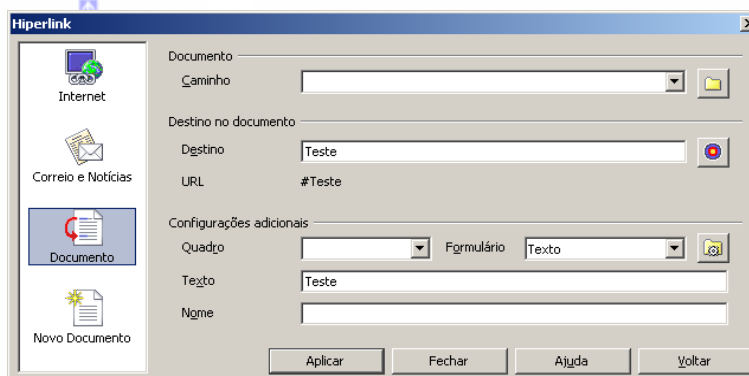 Hiperlink
Internet
Correio e Notícias
Documento
Novo Documento
Documento
Caminho
Destino no documento
Destino Teste
URL #Teste
Configurações adicionais
Quadro Formulário Texto
Texto Teste
Nome
Aplicar Fechar Ajuda Voltar